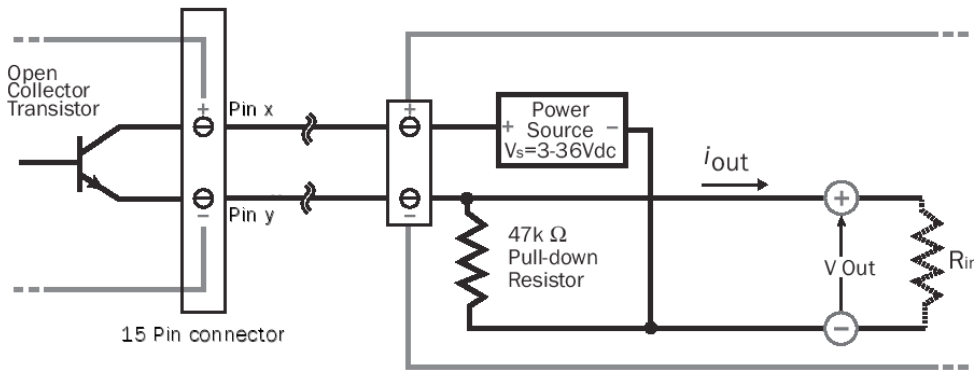 Open
Collector
Transistor
+
Pin x
−
Pin y
15 Pin connector
+
−
Power
+ Source −
Vs=3-36Vdc
iout
47k Ω
Pull-down
Resistor
+
V Out
−
Rin